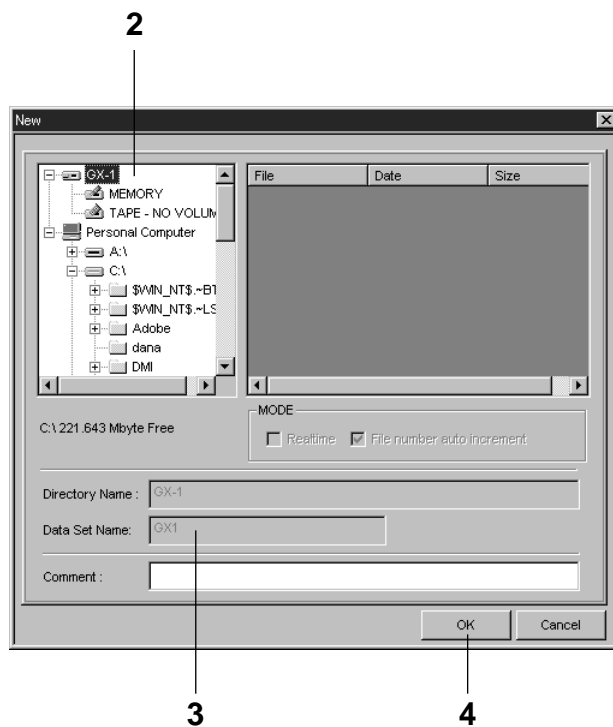 2
New
GX-1
File Date Size
MEMORY
TAPE - NO VOLUM
Personal Computer
A:\
C:\
$WIN_NT$.~BT
$WIN_NT$.~LS
Adobe
dana
DMI
C:\ 221.643 Mbyte Free
MODE
Realtime File number auto increment
Directory Name : GX-1
Data Set Name: GX1
Comment :
OK Cancel
3 4